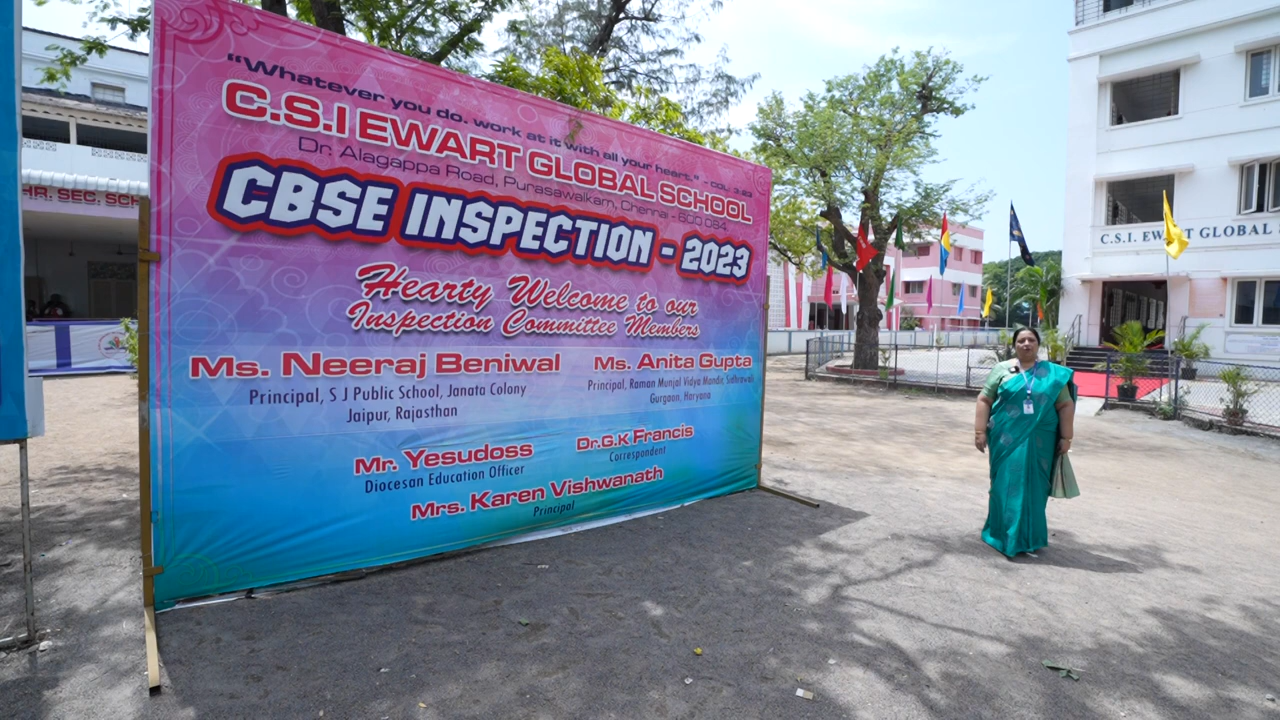 "Whatever you do. work at it with all your heart." - COL. 3:23
C.S.I EWART GLOBAL SCHOOL
Dr. Alagappa Road, Purasawalkam, Chennai - 600 084
CBSE INSPECTION - 2023
Hearty Welcome to our
Inspection Committee Members
Ms. Neeraj Beniwal
Principal, S J Public School, Janata Colony
Jaipur, Rajasthan
Ms. Anita Gupta
Principal, Raman Munjal Vidya Mandir, Sidhrawali
Gurgaon, Haryana
Mr. Yesudoss
Diocesan Education Officer
Dr.G.K Francis
Correspondent
Mrs. Karen Vishwanath
Principal
HR. SEC. SCH
C.S.I. EWART GLOBAL